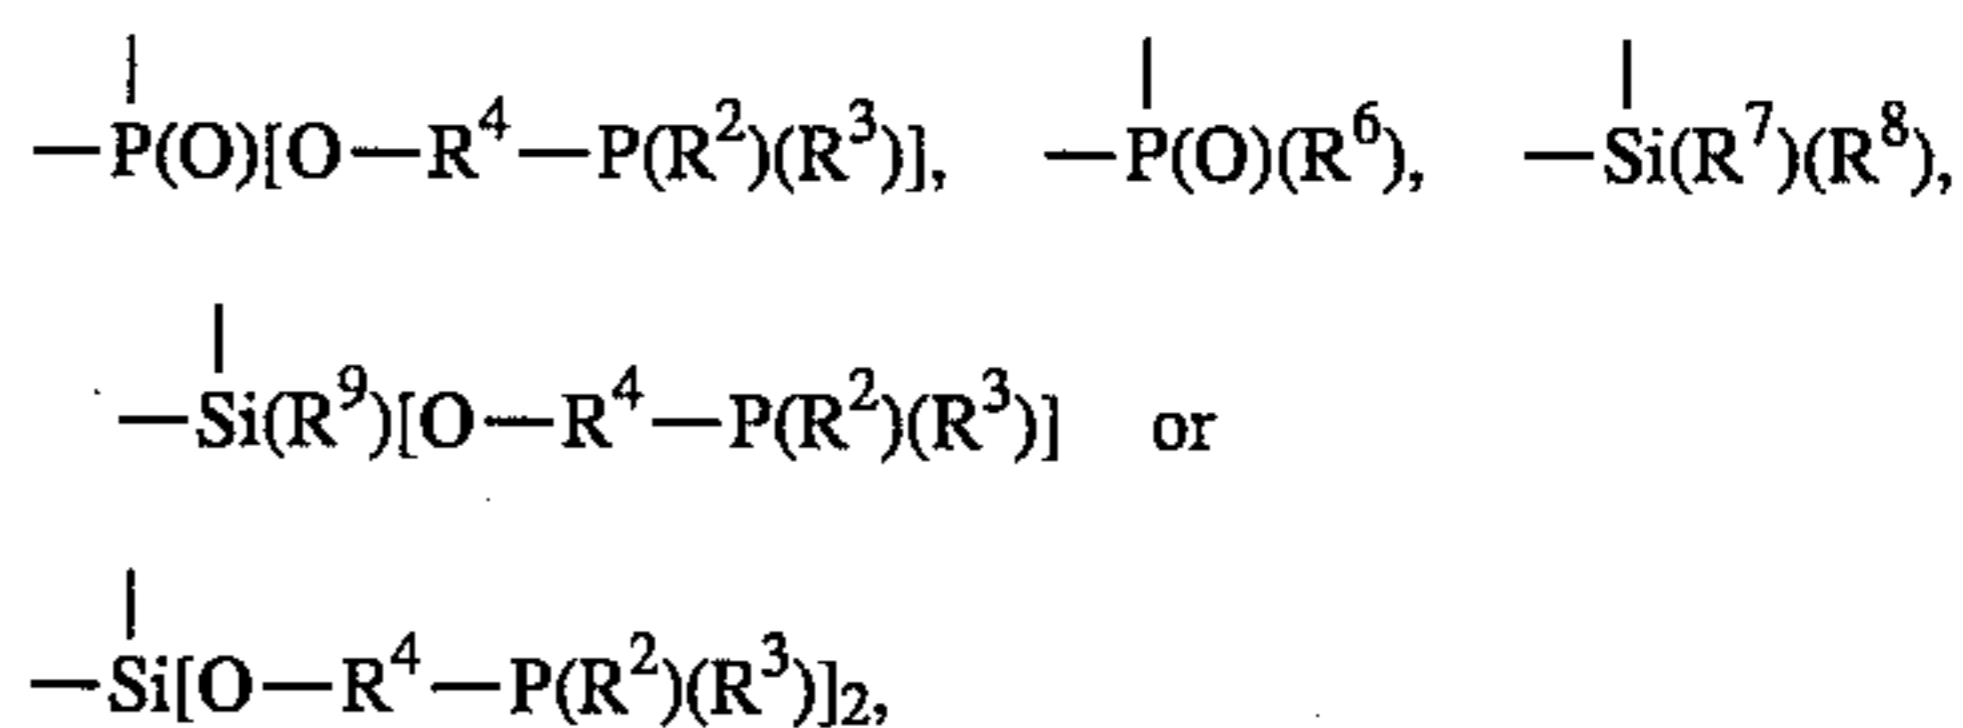 —P(O)[O—R⁴—P(R²)(R³)], —P(O)(R⁶), —Si(R⁷)(R⁸),
—Si(R⁹)[O—R⁴—P(R²)(R³)] or
—Si[O—R⁴—P(R²)(R³)]₂,